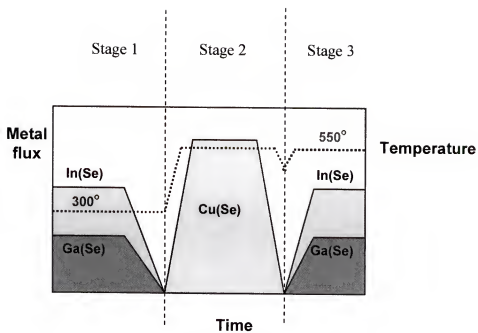 Stage 1
Stage 2
Stage 3
Metal
flux
550°
Temperature
In(Se)
In(Se)
300°
Cu(Se)
Ga(Se)
Ga(Se)
Time